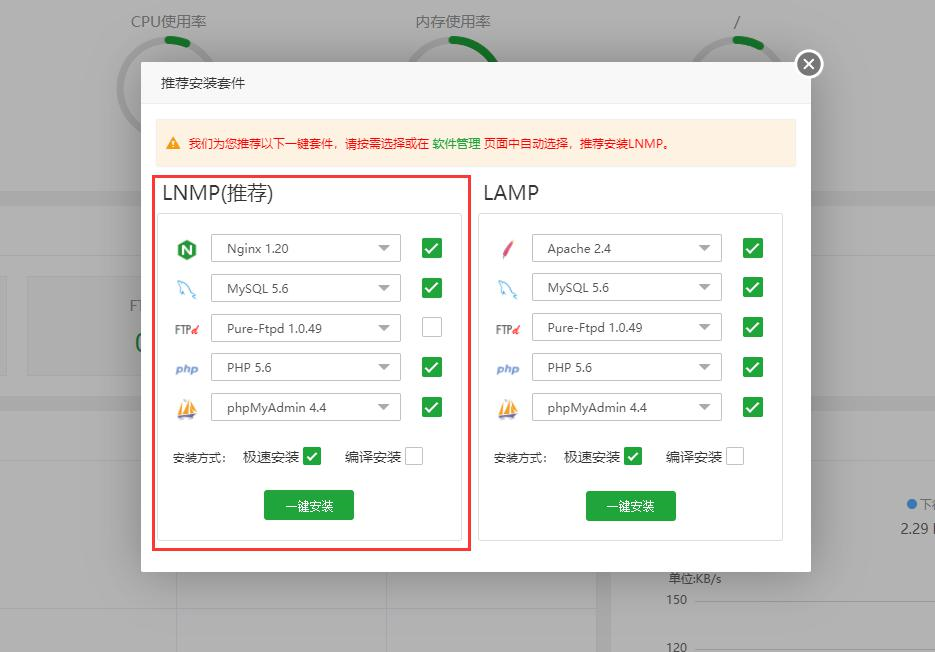 CPU使用率
内存使用率
/
推荐安装套件
我们为您推荐以下一键套件，请按需选择或在 软件管理 页面中自动选择，推荐安装LNMP。
LNMP(推荐)
Nginx 1.20
MySQL 5.6
FTPd Pure-Ftpd 1.0.49
php PHP 5.6
phpMyAdmin 4.4
安装方式： 极速安装 编译安装
一键安装
LAMP
Apache 2.4
MySQL 5.6
FTPd Pure-Ftpd 1.0.49
php PHP 5.6
phpMyAdmin 4.4
安装方式： 极速安装 编译安装
一键安装
2.29
单位:KB/s
150
120